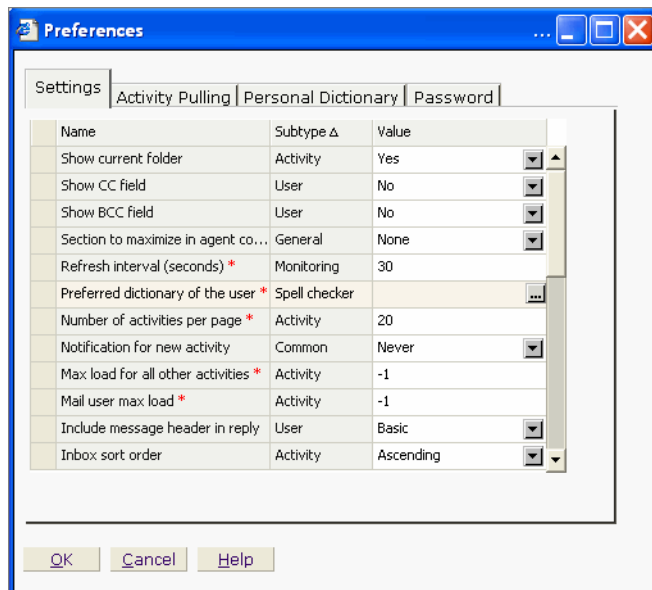 Preferences
...
Settings Activity Pulling Personal Dictionary Password
Name Subtype Δ Value
Show current folder Activity Yes
Show CC field User No
Show BCC field User No
Section to maximize in agent co... General None
Refresh interval (seconds) * Monitoring 30
Preferred dictionary of the user * Spell checker ...
Number of activities per page * Activity 20
Notification for new activity Common Never
Max load for all other activities * Activity -1
Mail user max load * Activity -1
Include message header in reply User Basic
Inbox sort order Activity Ascending
OK Cancel Help